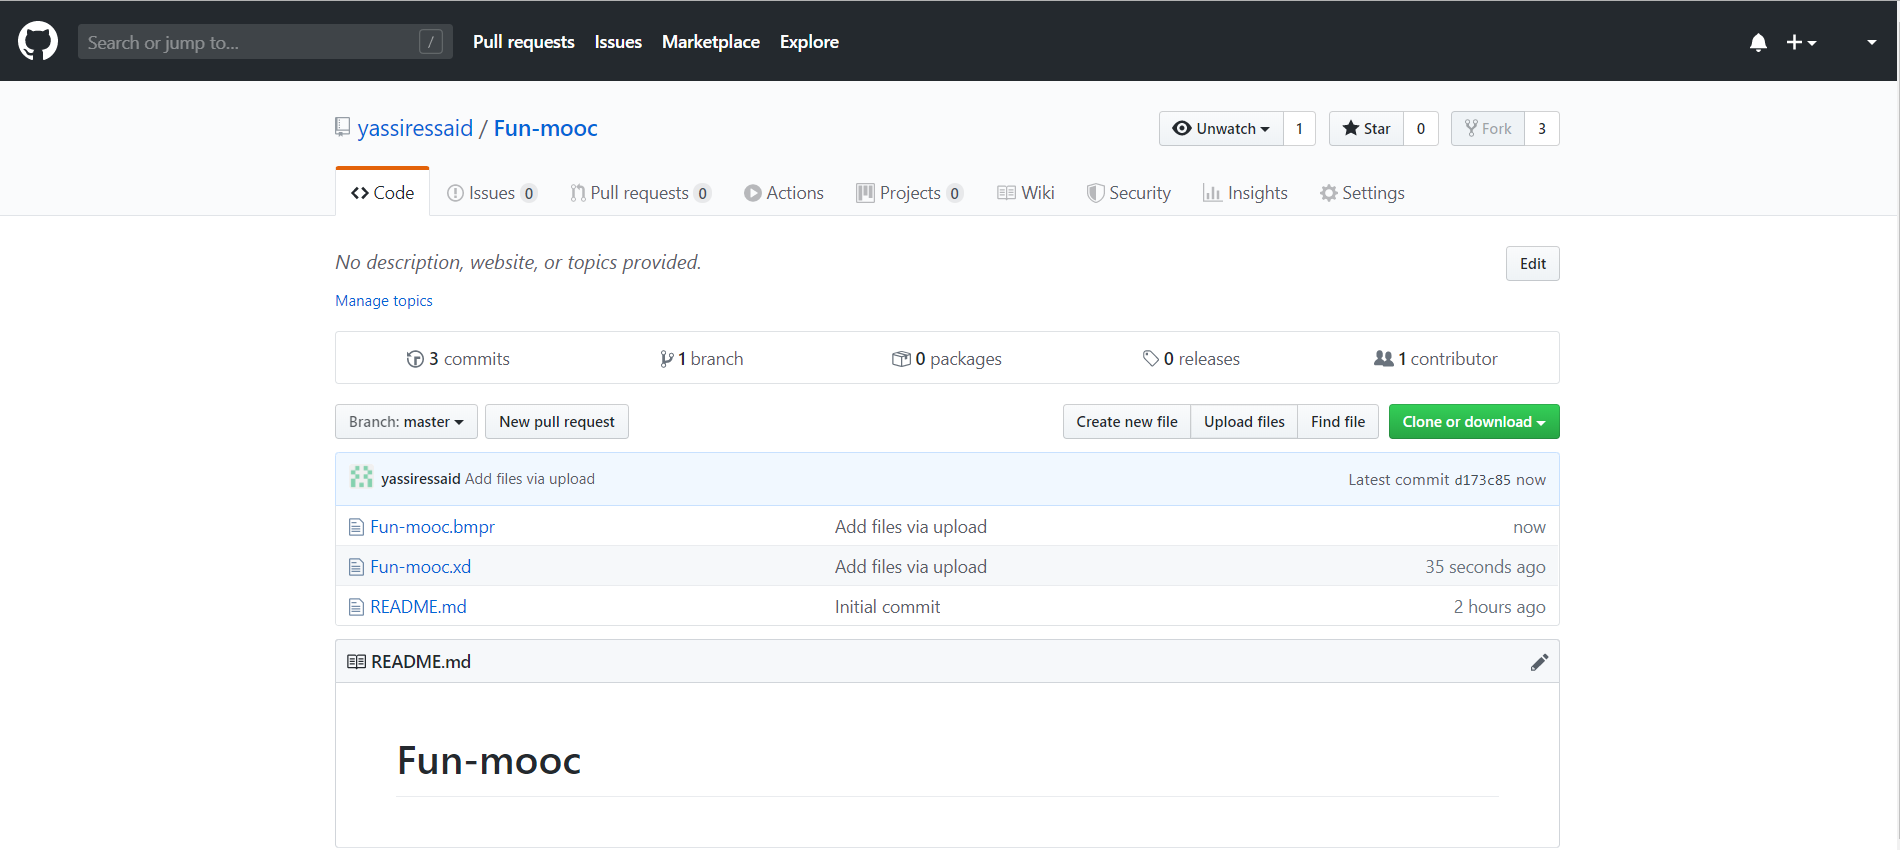 Search or jump to... /
Pull requests Issues Marketplace Explore
yassiressaid / Fun-mooc
Unwatch 1 Star 0 Fork 3
Code Issues 0 Pull requests 0 Actions Projects 0 Wiki Security Insights Settings
No description, website, or topics provided.
Edit
Manage topics
3 commits 1 branch 0 packages 0 releases 1 contributor
Branch: master New pull request Create new file Upload files Find file Clone or download
yassiressaid Add files via upload Latest commit d173c85 now
Fun-mooc.bmpr Add files via upload now
Fun-mooc.xd Add files via upload 35 seconds ago
README.md Initial commit 2 hours ago
README.md
Fun-mooc